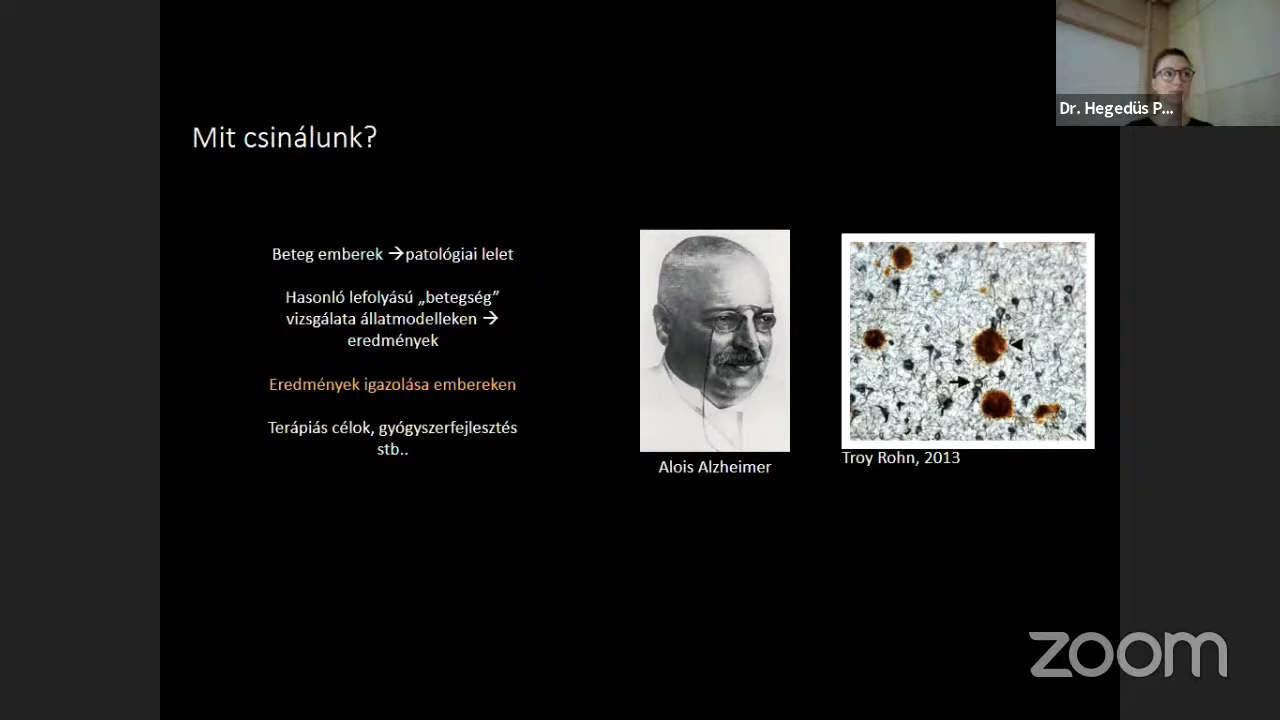 Dr. Hegedüs P...
Mit csinálunk?
Beteg emberek →patológiai lelet
Hasonló lefolyású „betegség”
vizsgálata állatmodelleken →
eredmények
Eredmények igazolása embereken
Terápiás célok, gyógyszerfejlesztés
stb..
Alois Alzheimer
Troy Rohn, 2013
zoom